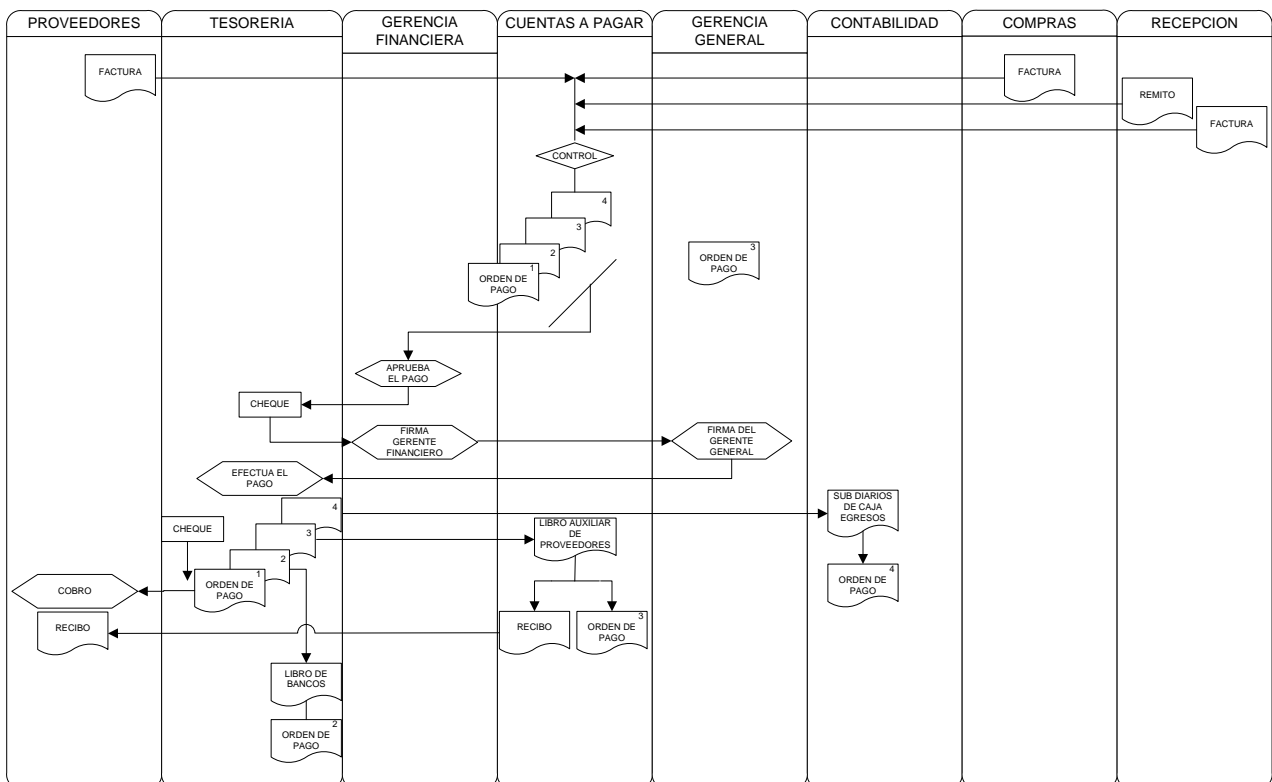 PROVEEDORES
TESORERIA
GERENCIA
FINANCIERA
CUENTAS A PAGAR
GERENCIA
GENERAL
CONTABILIDAD
COMPRAS
RECEPCION
FACTURA
FACTURA
REMITO
FACTURA
CONTROL
4
3
2
1
ORDEN DE
PAGO
3
ORDEN DE
PAGO
APRUEBA
EL PAGO
CHEQUE
FIRMA
GERENTE
FINANCIERO
FIRMA DEL
GERENTE
GENERAL
EFECTUA EL
PAGO
CHEQUE
4
3
2
1
ORDEN DE
PAGO
SUB DIARIOS
DE CAJA
EGRESOS
LIBRO AUXILIAR
DE
PROVEEDORES
4
ORDEN DE
PAGO
COBRO
RECIBO
RECIBO
3
ORDEN DE
PAGO
LIBRO DE
BANCOS
2
ORDEN DE
PAGO